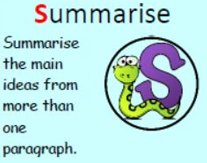 Summarise
Summarise
the main
ideas from
more than
one
paragraph.
S